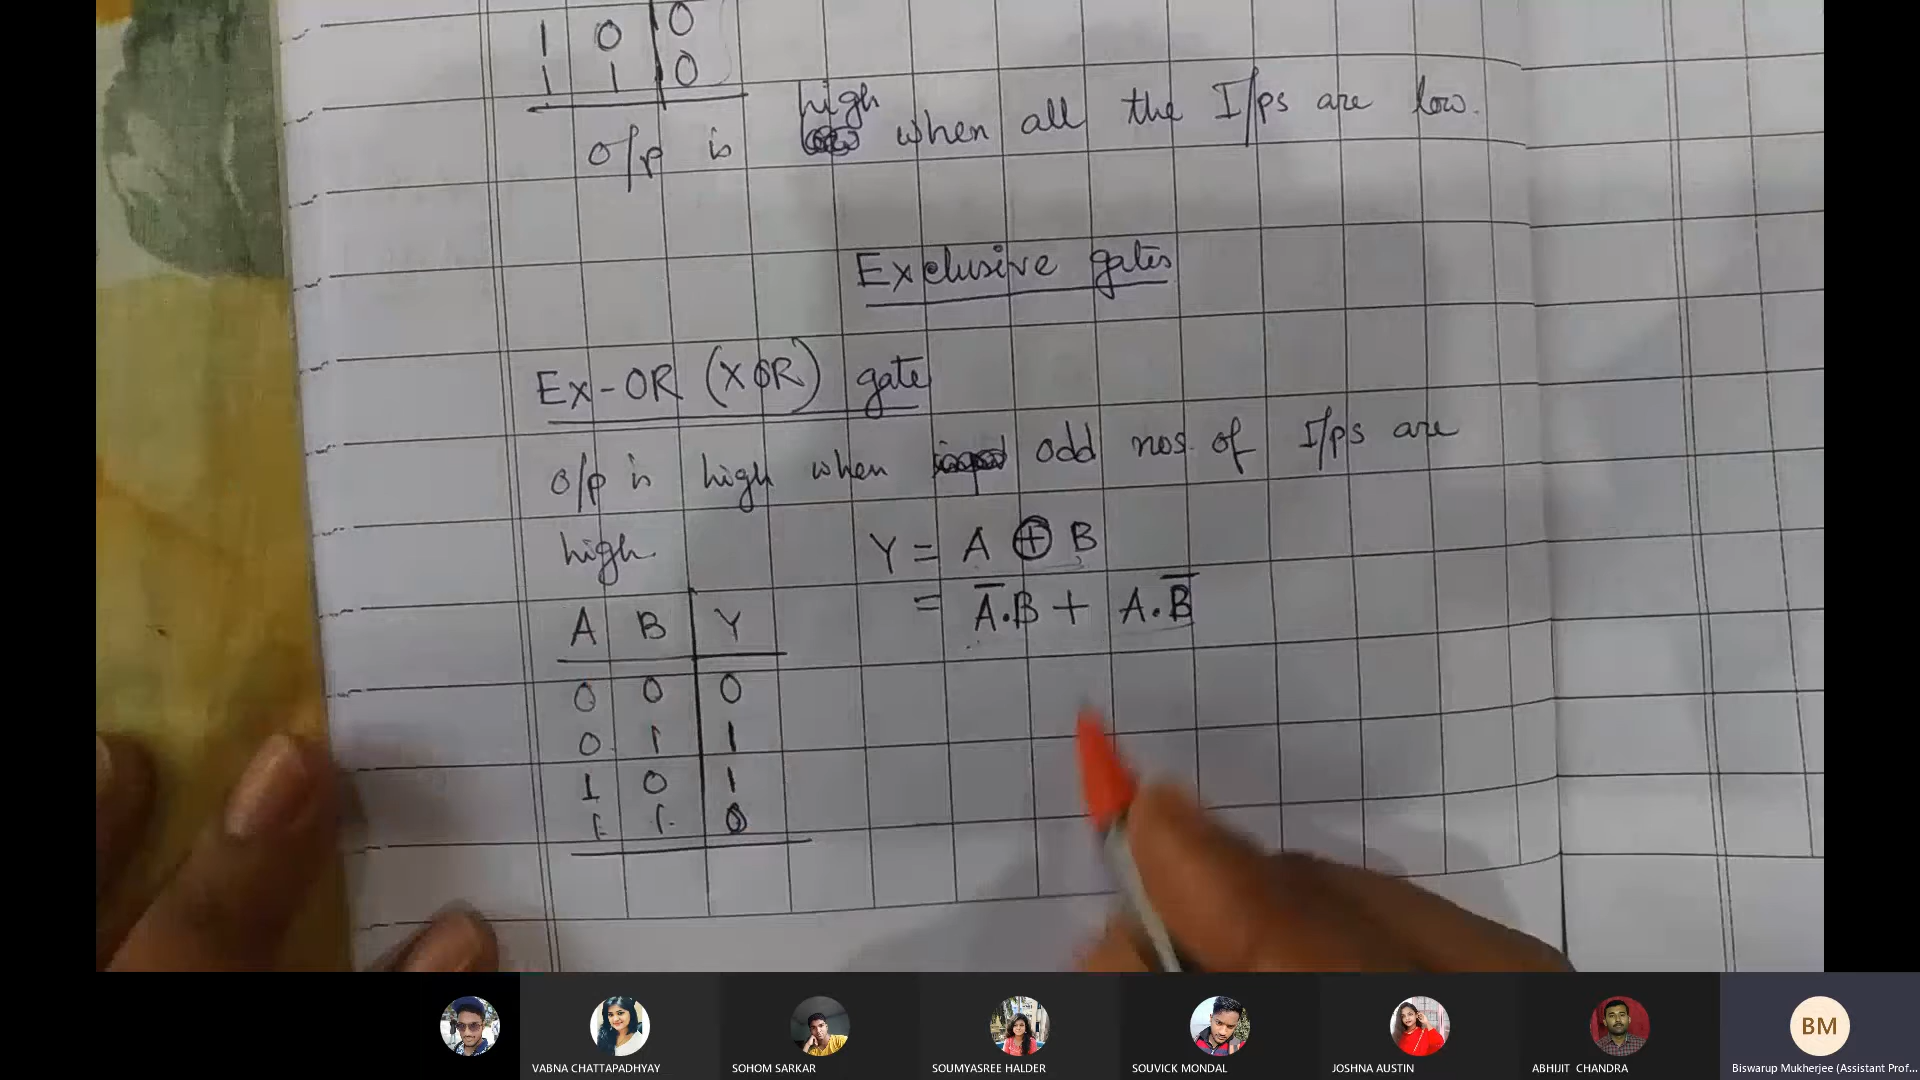 1 0 0
1 1 0
high
o/p is when all the I/ps are low.
Exclusive gates
Ex-OR (XOR) gate
o/p is high when odd nos. of I/ps are
high
Y = A ⊕ B
= A̅.B + A.B̅
A B Y
0 0 0
0 1 1
1 0 1
1 1 0
VABNA CHATTAPADHYAY
SOHOM SARKAR
SOUMYASREE HALDER
SOUVICK MONDAL
JOSHNA AUSTIN
ABHIJIT CHANDRA
BM
Biswarup Mukherjee (Assistant Prof...